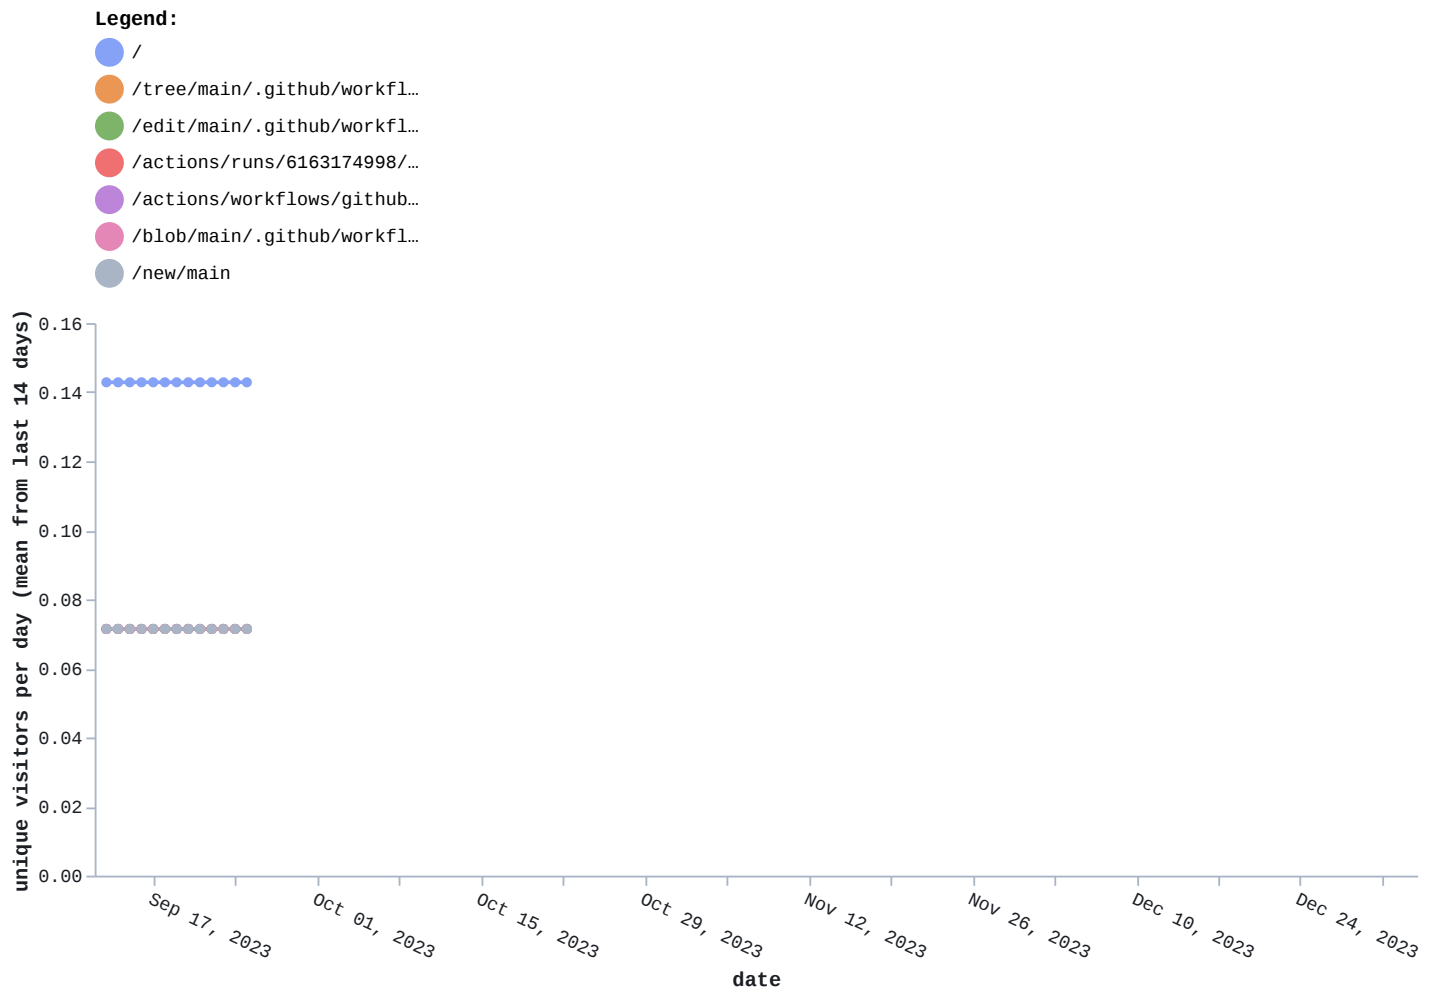 Legend:
/
/tree/main/.github/workfl…
/edit/main/.github/workfl…
/actions/runs/6163174998/…
/actions/workflows/github…
/blob/main/.github/workfl…
/new/main
unique visitors per day (mean from last 14 days)
0.16
0.14
0.12
0.10
0.08
0.06
0.04
0.02
0.00
Sep 17, 2023
Oct 01, 2023
Oct 15, 2023
Oct 29, 2023
Nov 12, 2023
Nov 26, 2023
Dec 10, 2023
Dec 24, 2023
date